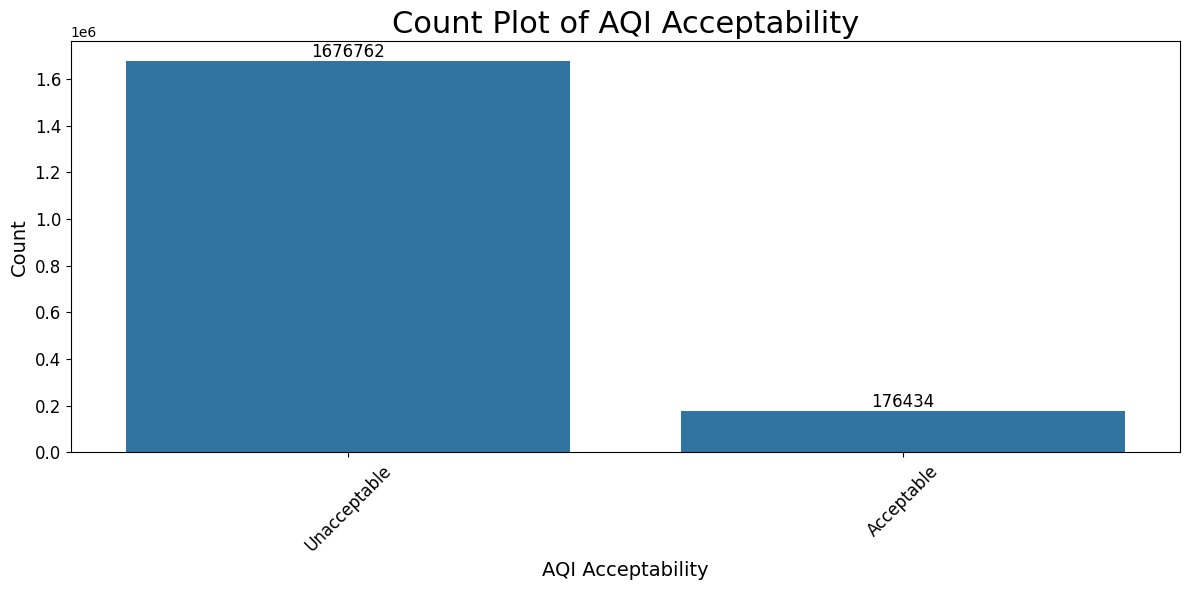 Count Plot of AQI Acceptability
1e6
1676762
1.6
1.4
1.2
1.0
0.8
0.6
0.4
0.2
0.0
Count
176434
Unacceptable
Acceptable
AQI Acceptability